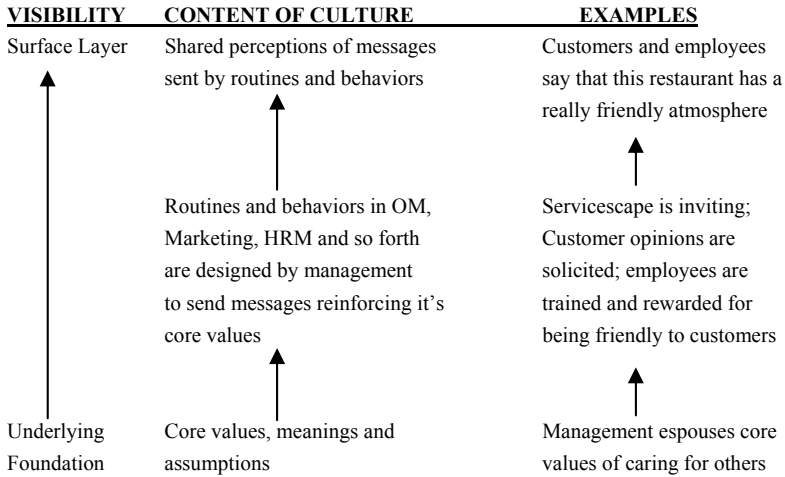 VISIBILITY CONTENT OF CULTURE EXAMPLES
Surface Layer
Shared perceptions of messages
sent by routines and behaviors
Customers and employees
say that this restaurant has a
really friendly atmosphere
Routines and behaviors in OM,
Marketing, HRM and so forth
are designed by management
to send messages reinforcing it's
core values
Servicescape is inviting;
Customer opinions are
solicited; employees are
trained and rewarded for
being friendly to customers
Underlying
Foundation
Core values, meanings and
assumptions
Management espouses core
values of caring for others